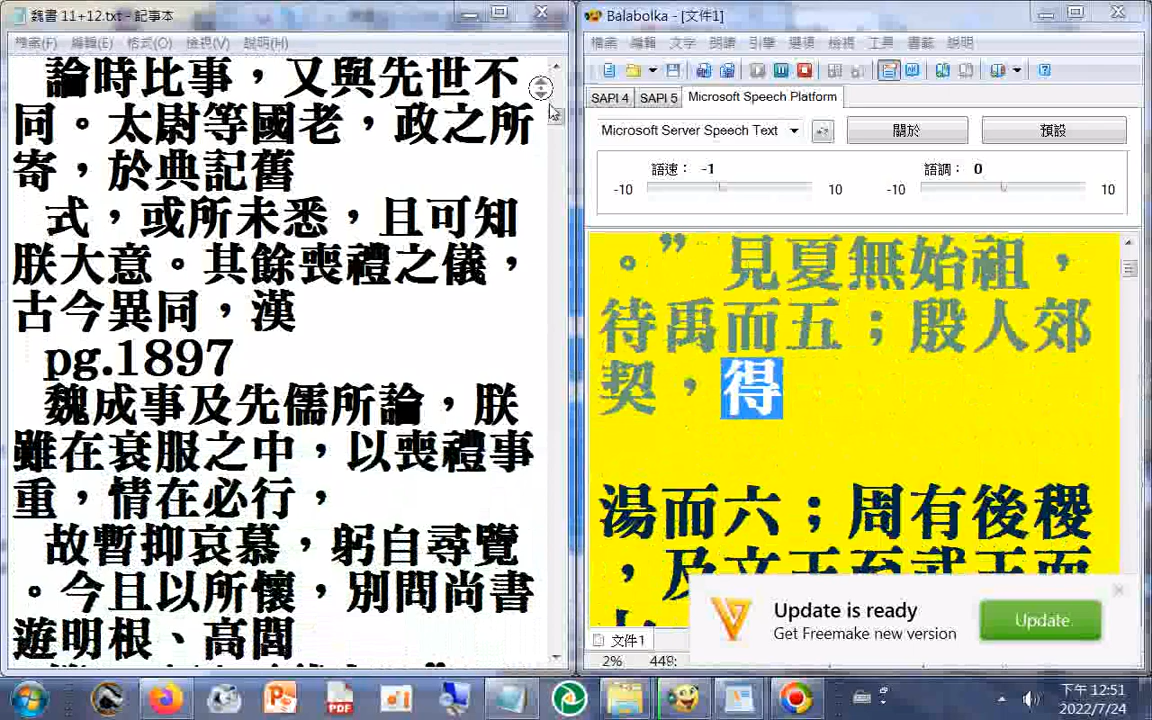 魏書 11+12.txt - 記事本
檔案(F) 編輯(E) 格式(O) 檢視(V) 說明(H)
論時比事，又與先世不
同。太尉等國老，政之所
寄，於典記舊
式，或所未悉，且可知
朕大意。其餘喪禮之儀，
古今異同，漢
pg.1897
魏成事及先儒所論，朕
雖在衰服之中，以喪禮事
重，情在必行，
故暫抑哀慕，躬自尋覽
。今且以所懷，別問尚書
遊明根、高閭
Balabolka - [文件1]
檔案 編輯 文字 朗讀 引擎 選項 檢視 工具 書籤 說明
SAPI 4 SAPI 5 Microsoft Speech Platform
Microsoft Server Speech Text 關於 預設
語速： -1 語調： 0
-10 10 -10 10
。” 見夏無始祖，
待禹而五；殷人郊
契，得
湯而六；周有後稷
，及文王至武王而
Update is ready
Get Freemake new version
Update
文件1
2% 449:
下午 12:51
2022/7/24